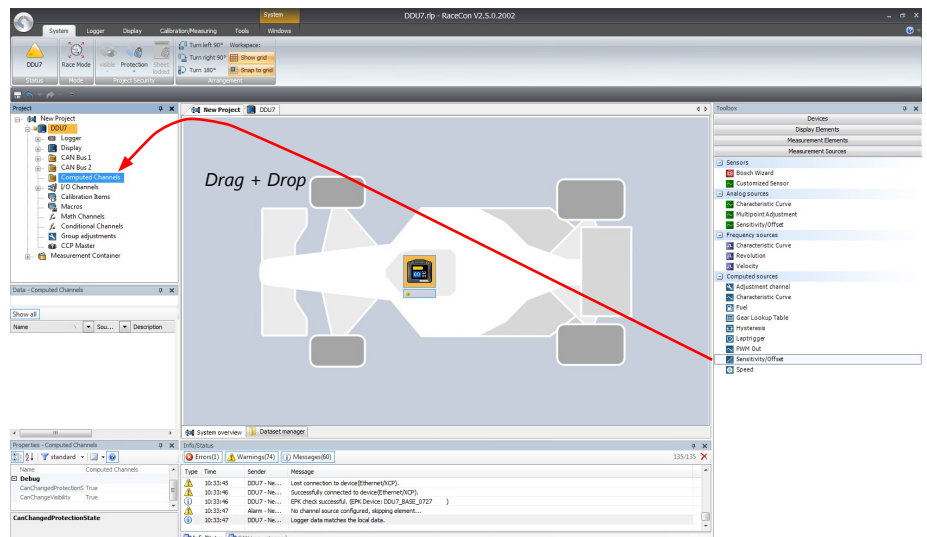 System
DDU7.rlp - RaceCon V2.5.0.2002
System Logger Display Calibration/Measuring Tools Windows
DDU7
Race Mode
visible Protection Sheet locked
Turn left 90°
Turn right 90°
Turn 180°
Workspace:
Show grid
Snap to grid
Status Mode Project Security Arrangement
Project
New Project
DDU7
Logger
Display
CAN Bus 1
CAN Bus 2
Computed Channels
I/O Channels
Calibration Items
Macros
Math Channels
Conditional Channels
Group adjustments
CCP Master
Measurement Container
Data - Computed Channels
Show all
Name Sou... Description
Properties - Computed Channels
standard
Name Computed Channels
Debug
CanChangedProtectionS True
CanChangeVisibility True
CanChangedProtectionState
New Project DDU7
Drag + Drop
System overview Dataset manager
Info/Status
Errors(1) Warnings(74) Messages(60) 135/135
Type Time Sender Message
10:33:45 DDU7 - Ne... Lost connection to device(Ethernet/XCP).
10:33:46 DDU7 - Ne... Successfully connected to device(Ethernet/XCP).
10:33:46 DDU7 - Ne... EPK check successful. (EPK Device: DDU7_BASE_0727 )
10:33:47 Alarm - Ne... No channel source configured, skipping element...
10:33:47 DDU7 - Ne... Logger data matches the local data.
Toolbox
Devices
Display Elements
Measurement Elements
Measurement Sources
Sensors
Bosch Wizard
Customized Sensor
Analog sources
Characteristic Curve
Multipoint Adjustment
Sensitivity/Offset
Frequency sources
Characteristic Curve
Revolution
Velocity
Computed sources
Adjustment channel
Characteristic Curve
Fuel
Gear Lookup Table
Hysteresis
Laptrigger
PWM Out
Sensitivity/Offset
Speed